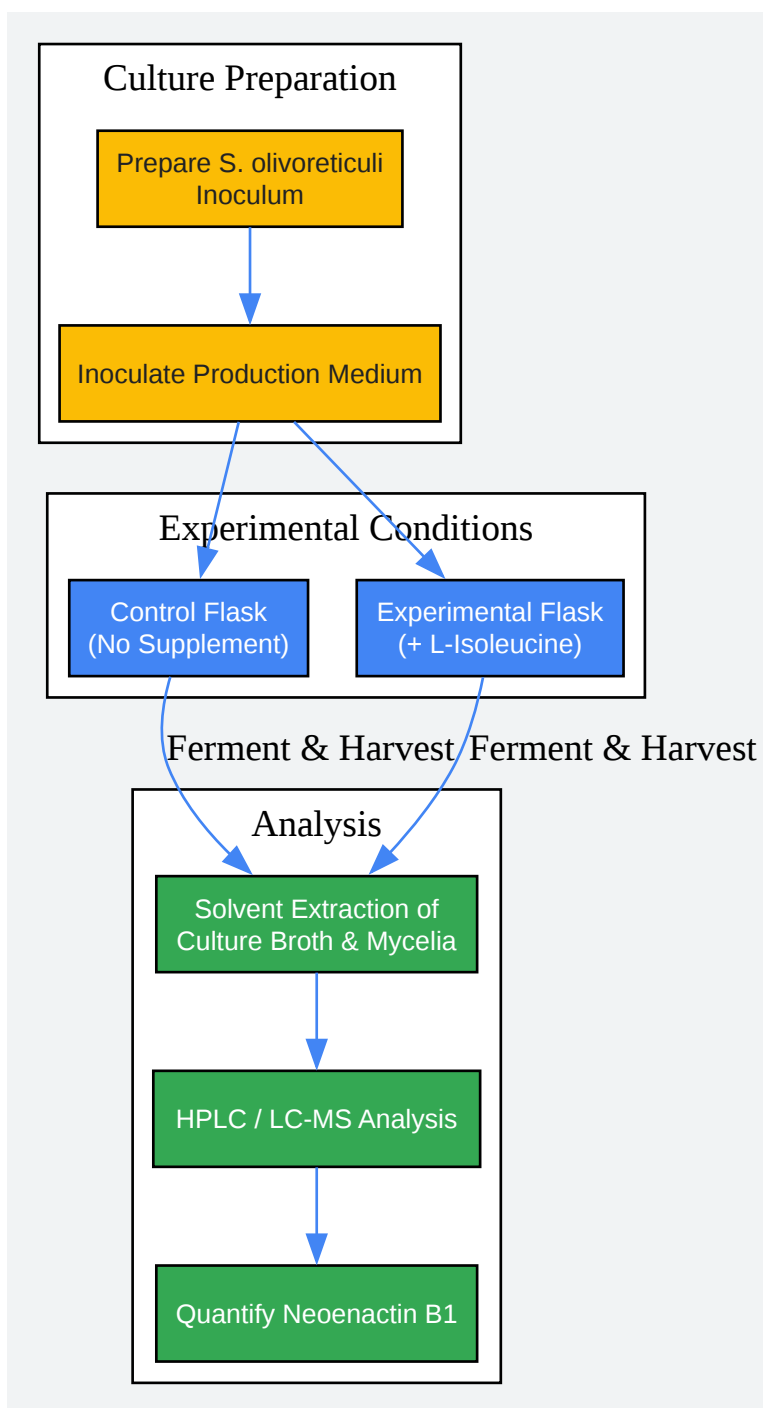 Culture Preparation
Prepare S. olivoreticuli
Inoculum
Inoculate Production Medium
Experimental Conditions
Control Flask
(No Supplement)
Experimental Flask
(+ L-Isoleucine)
Ferment & Harvest
Ferment & Harvest
Analysis
Solvent Extraction of
Culture Broth & Mycelia
HPLC / LC-MS Analysis
Quantify Neoenactin B1